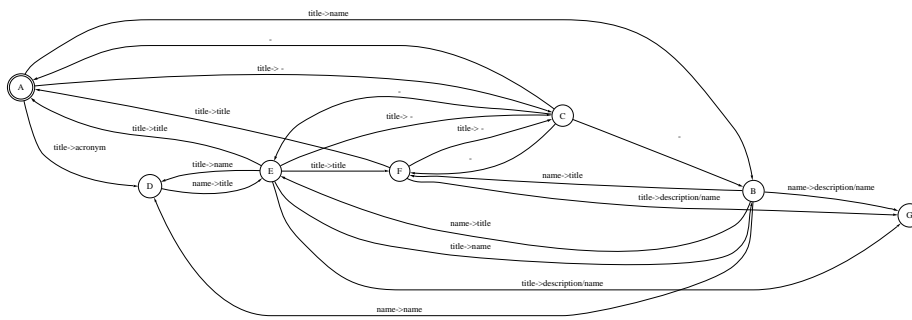 title->name
-
title-> -
A
-
title->title
title-> -
C
title->title
title-> -
-
title->acronym
title->name
-
E
title->title
F
D
name->title
name->title
B
name->description/name
title->description/name
G
name->title
title->name
title->description/name
name->name